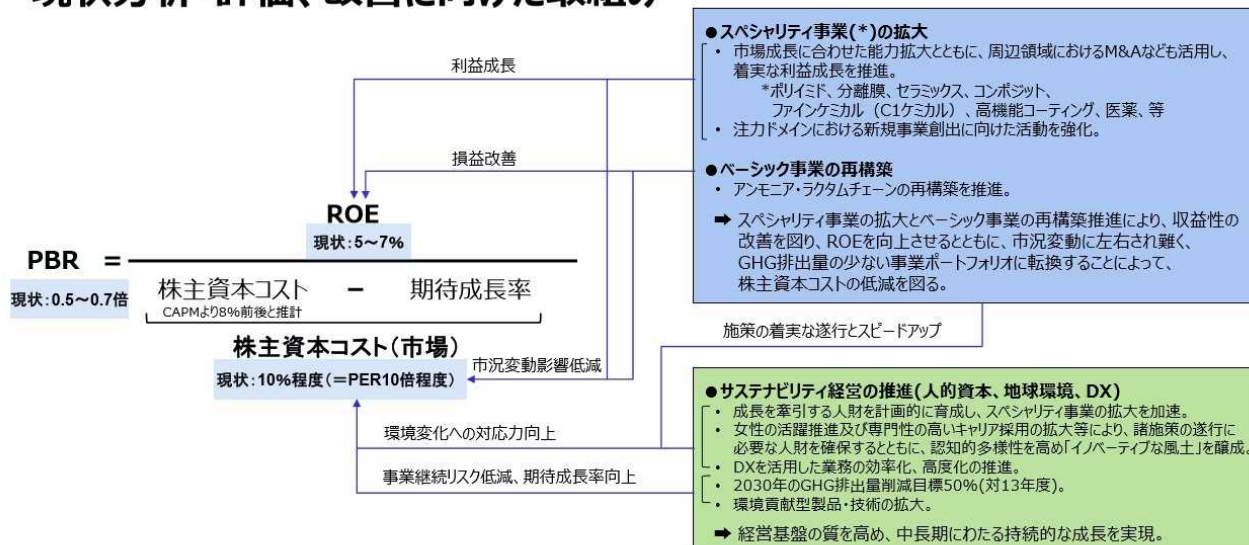 現状分析・評価、改善に向けた取組み
利益成長
損益改善
ROE
現状：5～7%
PBR =
現状：0.5～0.7倍
株主資本コスト － 期待成長率
CAPMより8%前後と推計
株主資本コスト（市場）
現状：10%程度（＝PER10倍程度）
市況変動影響低減
環境変化への対応力向上
事業継続リスク低減、期待成長率向上
●スペシャリティ事業(*)の拡大
・ 市場成長に合わせた能力拡大とともに、周辺領域におけるM&Aなども活用し、
着実な利益成長を推進。
*ポリイミド、分離膜、セラミックス、コンポジット、
ファインケミカル（C1ケミカル）、高機能コーティング、医薬、等
・ 注力ドメインにおける新規事業創出に向けた活動を強化。
●ベーシック事業の再構築
・ アンモニア・ラクタムチェーンの再構築を推進。
➡ スペシャリティ事業の拡大とベーシック事業の再構築推進により、収益性の
改善を図り、ROEを向上させるとともに、市況変動に左右され難く、
GHG排出量の少ない事業ポートフォリオに転換することによって、
株主資本コストの低減を図る。
施策の着実な遂行とスピードアップ
●サステナビリティ経営の推進(人的資本、地球環境、DX)
・ 成長を牽引する人財を計画的に育成し、スペシャリティ事業の拡大を加速。
・ 女性の活躍推進及び専門性の高いキャリア採用の拡大等により、諸施策の遂行に
必要な人財を確保するとともに、認知的多様性を高め「イノベーティブな風土」を醸成。
・ DXを活用した業務の効率化、高度化の推進。
・ 2030年のGHG排出量削減目標50%(対13年度)。
・ 環境貢献型製品・技術の拡大。
➡ 経営基盤の質を高め、中長期にわたる持続的な成長を実現。